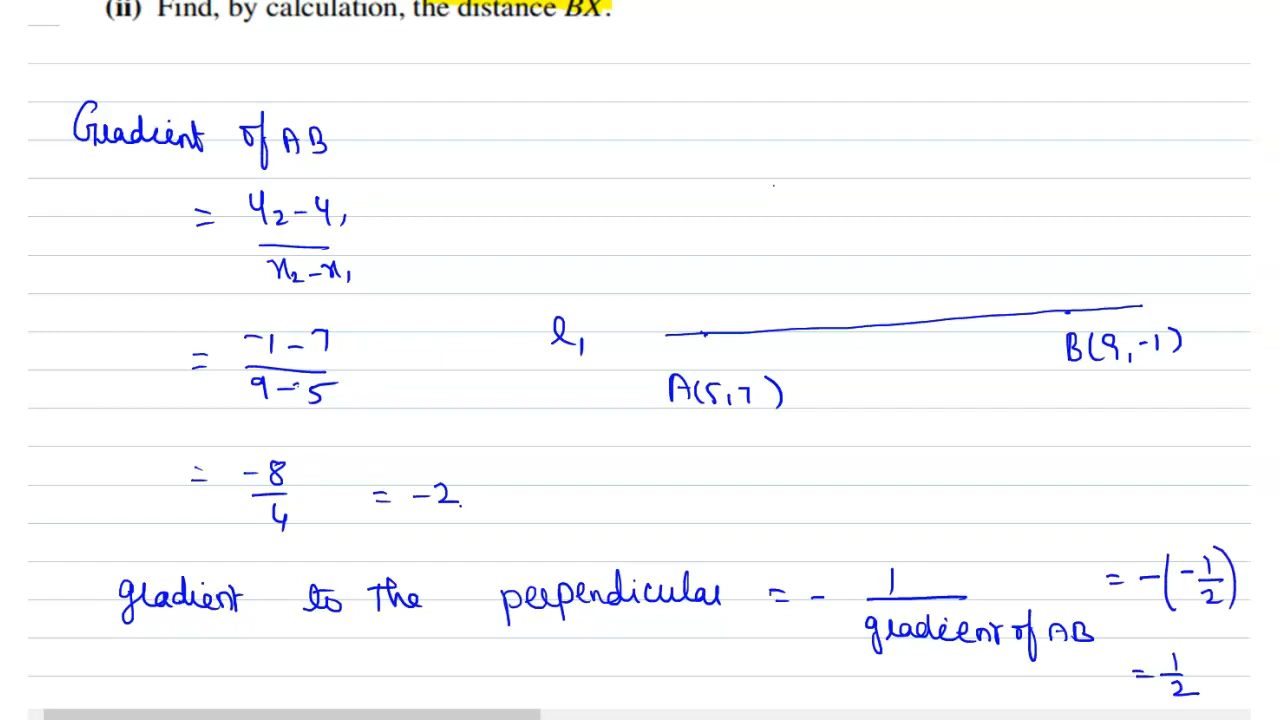 (ii) Find, by calculation, the distance BX.
Gradient of AB
= y₂ - y₁
x₂ - x₁
= -1 - 7
9 - 5
l₁
B(9, -1)
A(5, 7)
= -8
4
= -2
gradient to the perpendicular = - 1
gradient of AB
= -(-1/2)
= 1/2